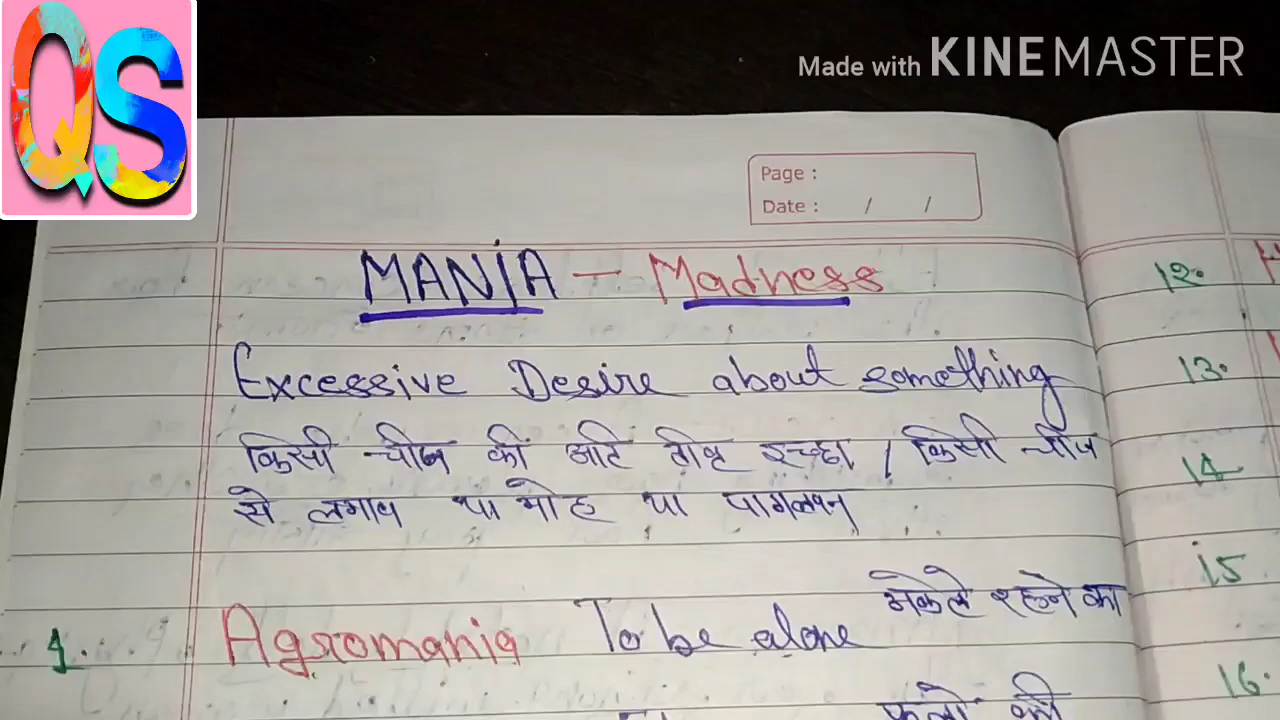 QS
Made with KINEMASTER
Page :
Date : / /
MANIA - Madness
Excessive Desire about something
किसी चीज की अति तीव्र इच्छा / किसी चीज
से लगाव या मोह या पागलपन
1. Agromania To be alone अकेले रहने का
12.
13.
14
15
16.